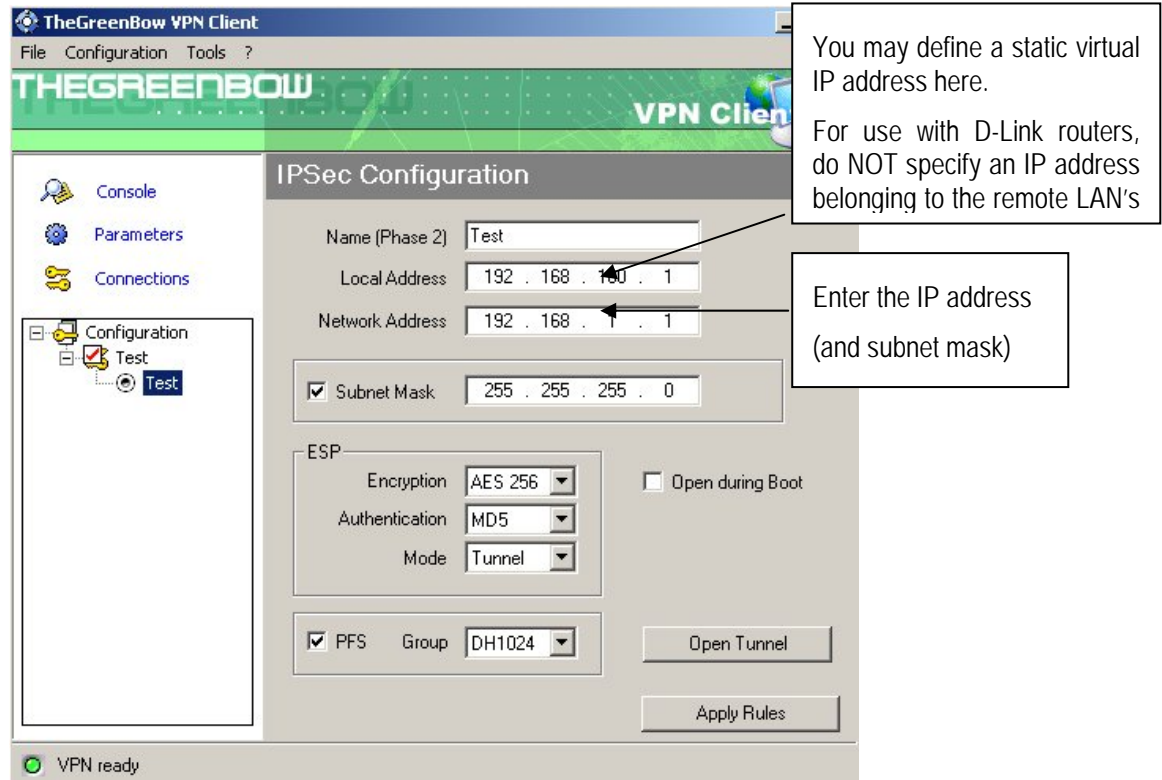 TheGreenBow VPN Client
File Configuration Tools ?
THEGREENBOW
VPN Client
Console
Parameters
Connections
Configuration
Test
Test
IPSec Configuration
Name (Phase 2) Test
Local Address 192 . 168 . 100 . 1
Network Address 192 . 168 . 1 . 1
Subnet Mask 255 . 255 . 255 . 0
ESP
Encryption AES 256
Authentication MD5
Mode Tunnel
Open during Boot
PFS Group DH1024
Open Tunnel
Apply Rules
VPN ready
You may define a static virtual
IP address here.
For use with D-Link routers,
do NOT specify an IP address
belonging to the remote LAN's
Enter the IP address
(and subnet mask)